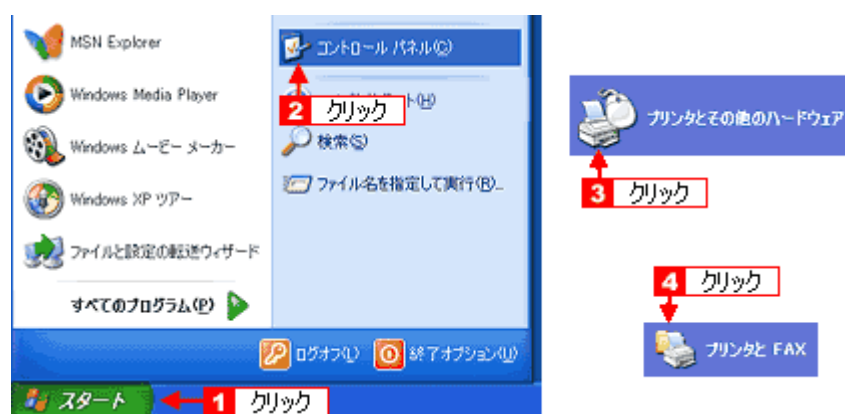 MSN Explorer
Windows Media Player
Windows ムービー メーカー
Windows XP ツアー
ファイルと設定の転送ウィザード
すべてのプログラム(P)
コントロール パネル(C)
2 クリック
ト(H)
検索(S)
ファイル名を指定して実行(R)...
ログオフ(L)
終了オプション(U)
スタート
1 クリック
プリンタとその他のハードウェア
3 クリック
4 クリック
プリンタと FAX